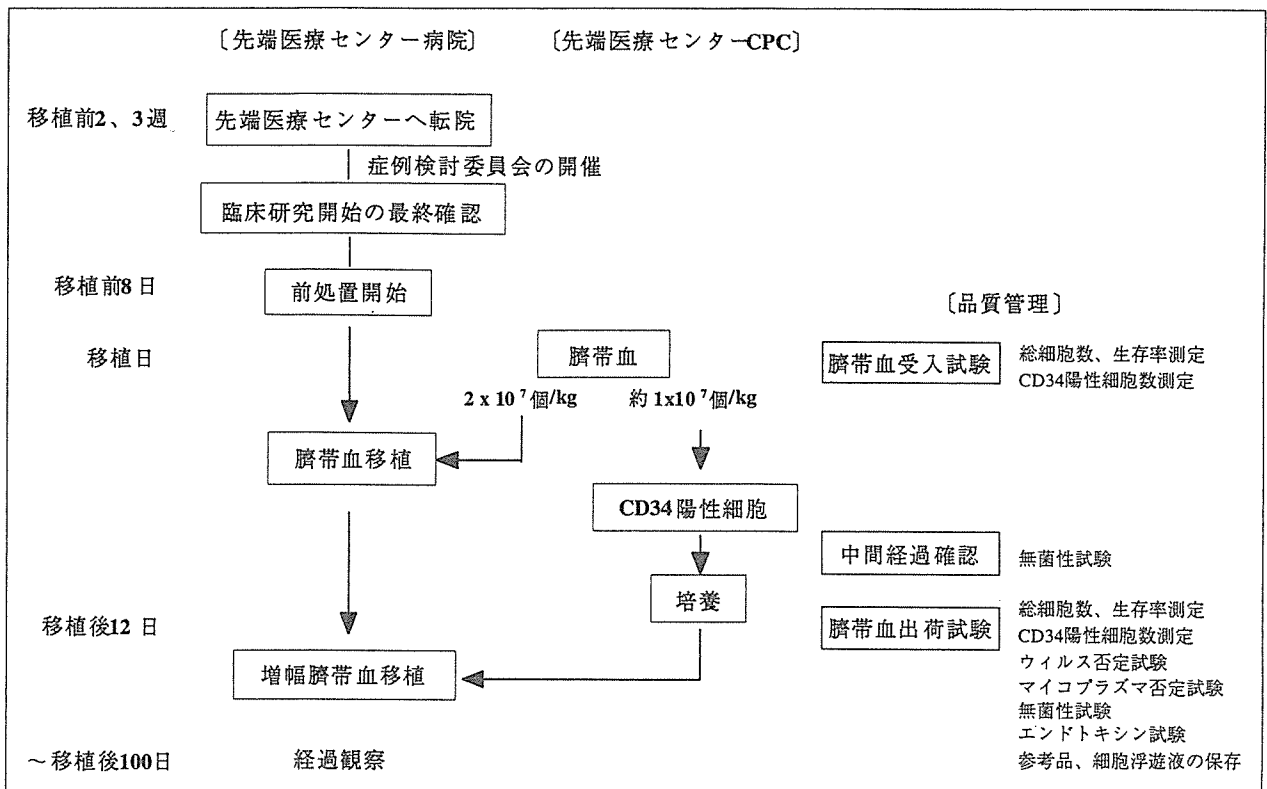 〔先端医療センター病院〕 〔先端医療センターCPC〕
移植前2、3週 先端医療センターへ転院
症例検討委員会の開催
臨床研究開始の最終確認
移植前8日 前処置開始
〔品質管理〕
移植日 臍帯血 臍帯血受入試験 総細胞数、生存率測定
CD34陽性細胞数測定
2 x 10⁷個/kg 約1x10⁷個/kg
臍帯血移植
CD34陽性細胞
中間経過確認 無菌性試験
培養
移植後12日 臍帯血出荷試験 総細胞数、生存率測定
CD34陽性細胞数測定
ウィルス否定試験
増幅臍帯血移植 マイコプラズマ否定試験
無菌性試験
エンドトキシン試験
〜移植後100日 経過観察 参考品、細胞浮遊液の保存